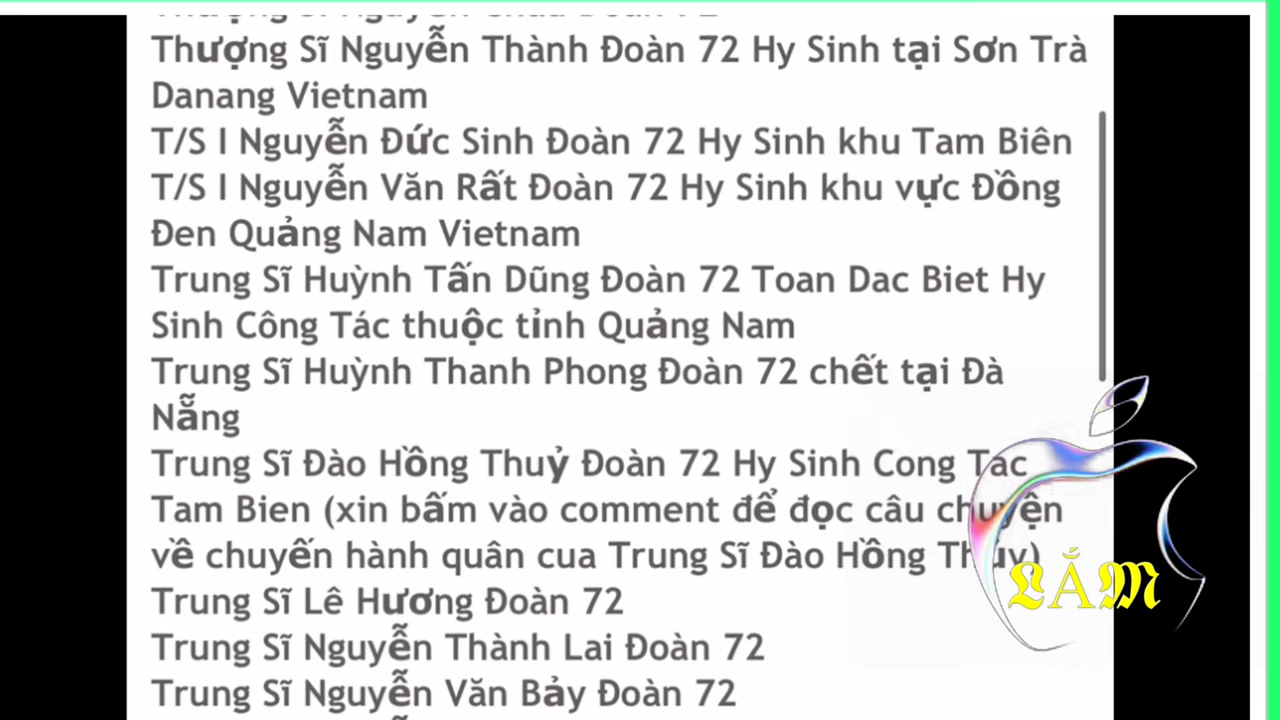 Thượng Sĩ Nguyễn Thành Đoàn 72 Hy Sinh tại Sơn Trà
Danang Vietnam
T/S I Nguyễn Đức Sinh Đoàn 72 Hy Sinh khu Tam Biên
T/S I Nguyễn Văn Rất Đoàn 72 Hy Sinh khu vực Đồng
Đen Quảng Nam Vietnam
Trung Sĩ Huỳnh Tấn Dũng Đoàn 72 Toan Dac Biet Hy
Sinh Công Tác thuộc tỉnh Quảng Nam
Trung Sĩ Huỳnh Thanh Phong Đoàn 72 chết tại Đà
Nẵng
Trung Sĩ Đào Hồng Thuỷ Đoàn 72 Hy Sinh Cong Tac
Tam Bien (xin bấm vào comment để đọc câu chuyện
về chuyến hành quân cua Trung Sĩ Đào Hồng Thuy)
Trung Sĩ Lê Hương Đoàn 72
Trung Sĩ Nguyễn Thành Lai Đoàn 72
Trung Sĩ Nguyễn Văn Bảy Đoàn 72
LẮM